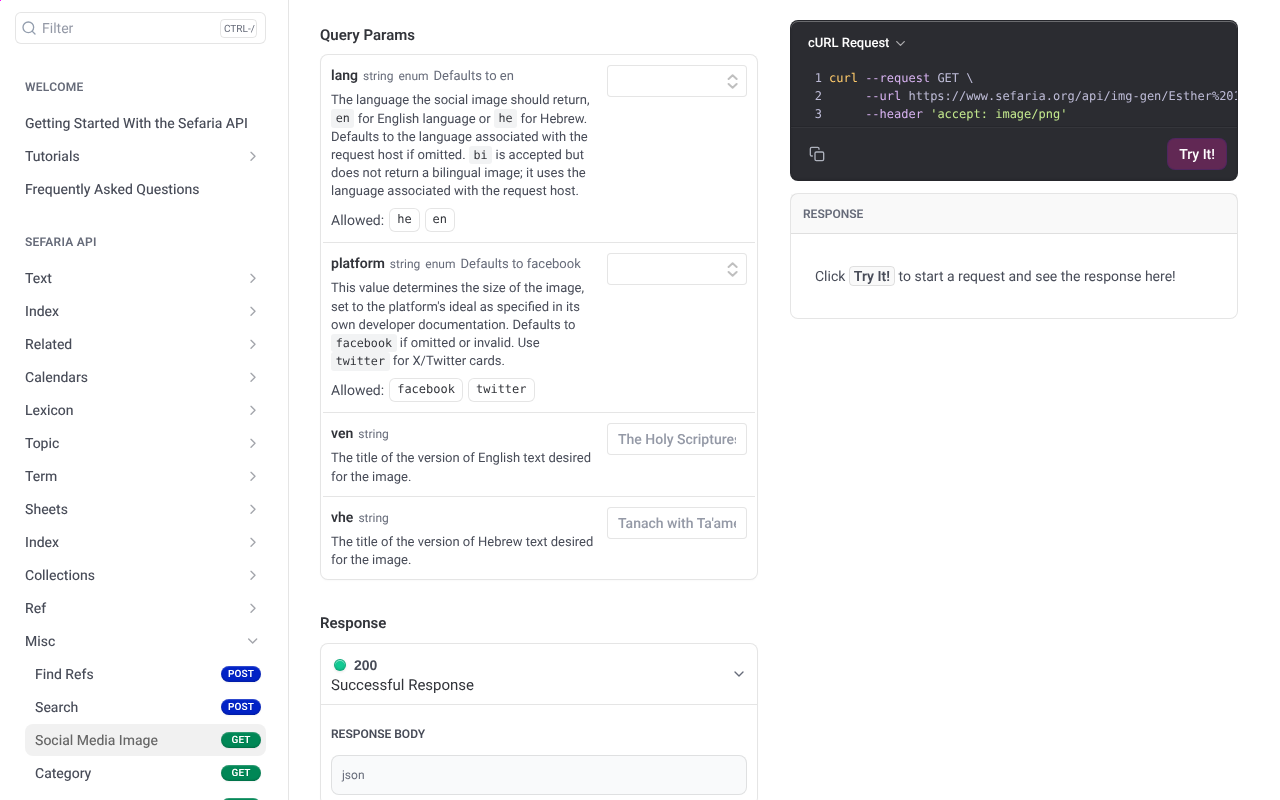 Filter
CTRL-/
WELCOME
Getting Started With the Sefaria API
Tutorials
Frequently Asked Questions
SEFARIA API
Text
Index
Related
Calendars
Lexicon
Topic
Term
Sheets
Index
Collections
Ref
Misc
Find Refs POST
Search POST
Social Media Image GET
Category GET
Query Params
lang string enum Defaults to en
The language the social image should return,
en for English language or he for Hebrew.
Defaults to the language associated with the
request host if omitted. bi is accepted but
does not return a bilingual image; it uses the
language associated with the request host.
Allowed: he en
platform string enum Defaults to facebook
This value determines the size of the image,
set to the platform's ideal as specified in its
own developer documentation. Defaults to
facebook if omitted or invalid. Use
twitter for X/Twitter cards.
Allowed: facebook twitter
ven string
The Holy Scriptures
The title of the version of English text desired
for the image.
vhe string
Tanach with Ta'ame
The title of the version of Hebrew text desired
for the image.
Response
200
Successful Response
RESPONSE BODY
json
cURL Request
1 curl --request GET \
2 --url https://www.sefaria.org/api/img-gen/Esther%201
3 --header 'accept: image/png'
Try It!
RESPONSE
Click Try It! to start a request and see the response here!